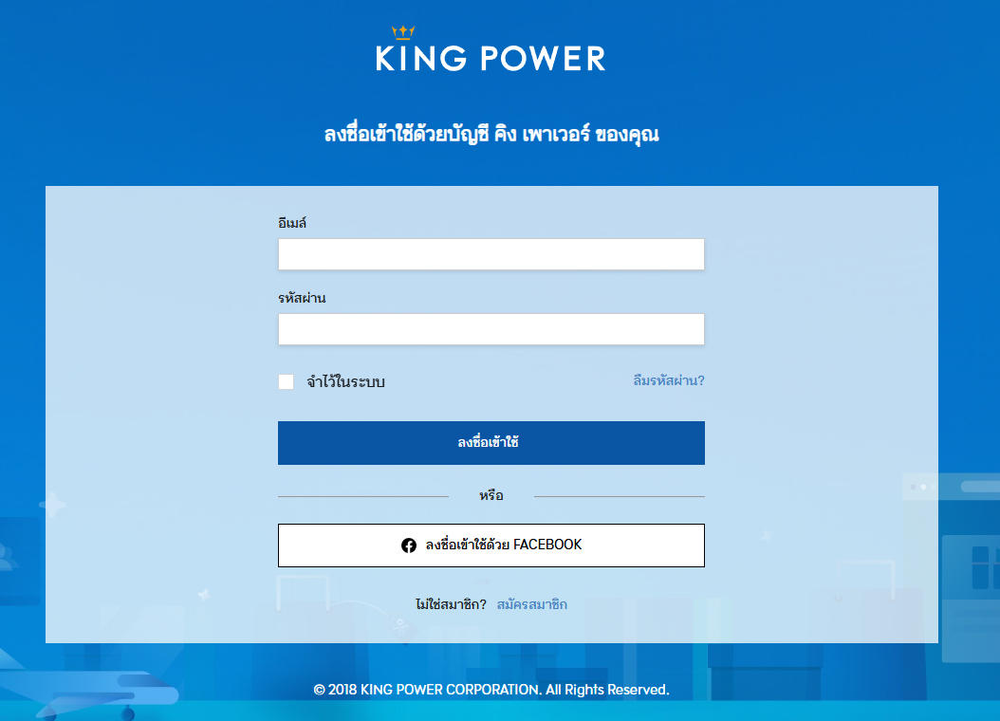 KING POWER
ลงชื่อเข้าใช้ด้วยบัญชี คิง เพาเวอร์ ของคุณ
อีเมล์
รหัสผ่าน
จำไว้ในระบบ ลืมรหัสผ่าน?
ลงชื่อเข้าใช้
หรือ
ลงชื่อเข้าใช้ด้วย FACEBOOK
ไม่ใช่สมาชิก? สมัครสมาชิก
© 2018 KING POWER CORPORATION. All Rights Reserved.